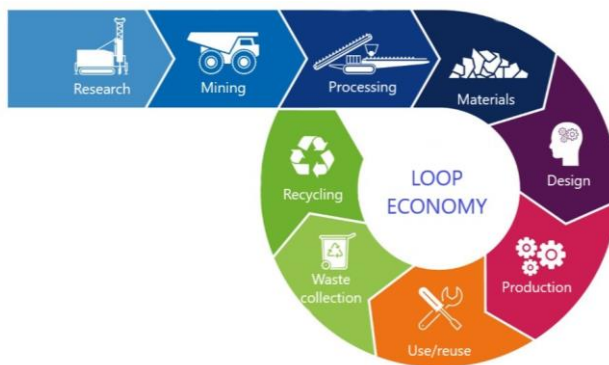 Research
Mining
Processing
Materials
Design
Production
Use/reuse
Waste
collection
Recycling
LOOP
ECONOMY